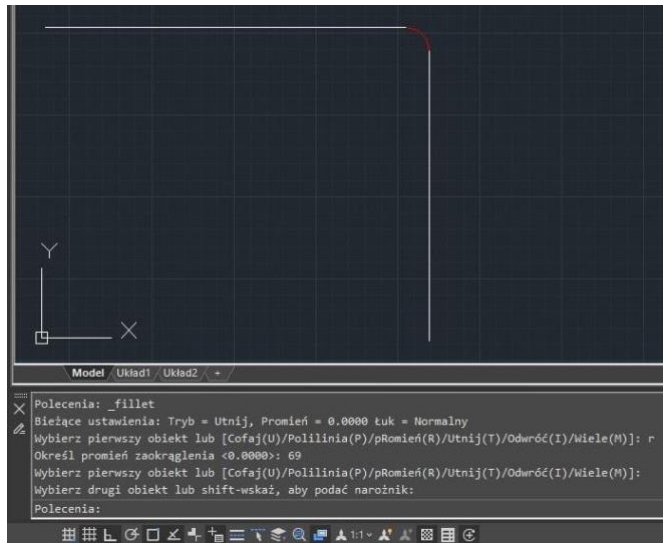 Y
X
Model Układ1 Układ2 +
Polecenia: _fillet
Bieżące ustawienia: Tryb = Utnij, Promień = 0.0000 Łuk = Normalny
Wybierz pierwszy obiekt lub [Cofaj(U)/Polilinia(P)/pRomień(R)/Utnij(T)/Odwróć(I)/Wiele(M)]: r
Określ promień zaokrąglenia <0.0000>: 69
Wybierz pierwszy obiekt lub [Cofaj(U)/Polilinia(P)/pRomień(R)/Utnij(T)/Odwróć(I)/Wiele(M)]:
Wybierz drugi obiekt lub shift-wskaż, aby podać narożnik:
Polecenia:
1:1